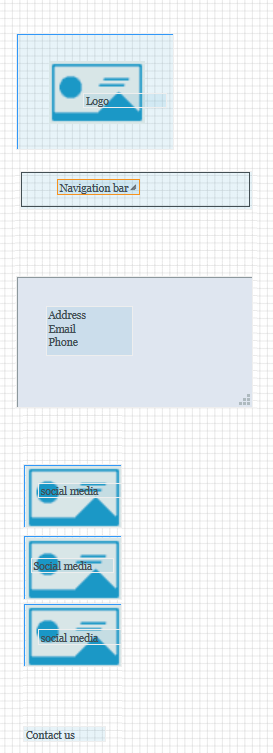 Logo
Navigation bar
Address
Email
Phone
social media
Social media
social media
Contact us